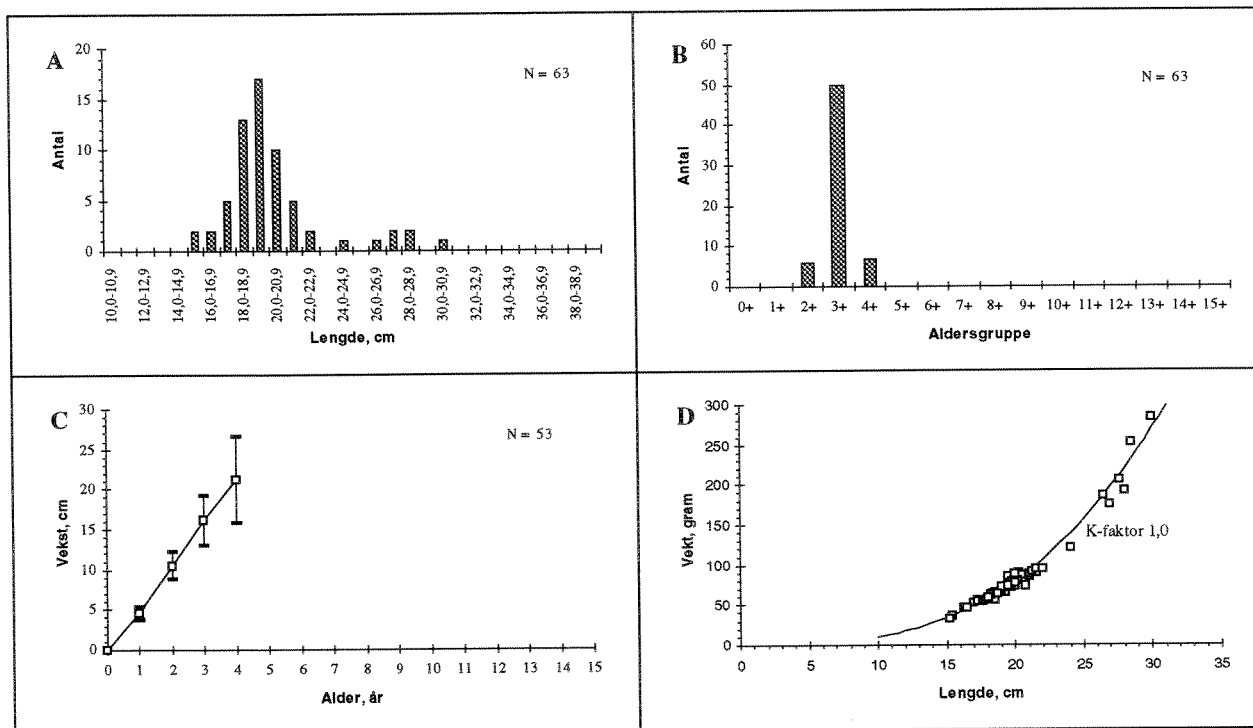 A
N = 63
Antal
20
15
10
5
0
10,0-10,9
12,0-12,9
14,0-14,9
16,0-16,9
18,0-18,9
20,0-20,9
22,0-22,9
24,0-24,9
26,0-26,9
28,0-28,9
30,0-30,9
32,0-32,9
34,0-34,9
36,0-36,9
38,0-38,9
Lengde, cm
B
N = 63
Antal
60
50
40
30
20
10
0
0+ 1+ 2+ 3+ 4+ 5+ 6+ 7+ 8+ 9+ 10+ 11+ 12+ 13+ 14+ 15+
Aldersgruppe
C
N = 53
Vekst, cm
30
25
20
15
10
5
0
0 1 2 3 4 5 6 7 8 9 10 11 12 13 14 15
Alder, år
D
Vekt, gram
300
250
200
150
100
50
0
K-faktor 1,0
0 5 10 15 20 25 30 35
Lengde, cm